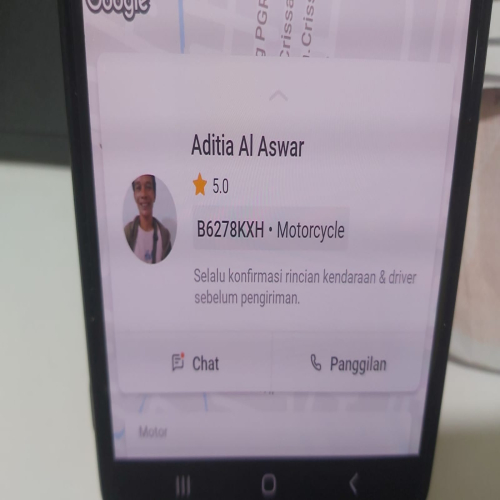 Google
g PGR
Crissa
n.Criss
Aditia Al Aswar
5.0
B6278KXH • Motorcycle
Selalu konfirmasi rincian kendaraan & driver
sebelum pengiriman.
Chat
Panggilan
Motor